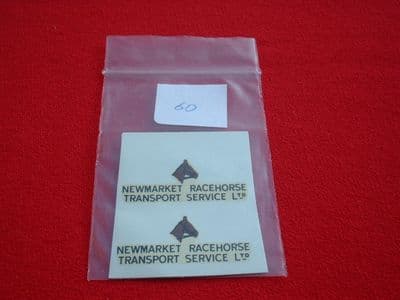 60
NEWMARKET RACEHORSE
TRANSPORT SERVICE LTD
NEWMARKET RACEHORSE
TRANSPORT SERVICE LTD